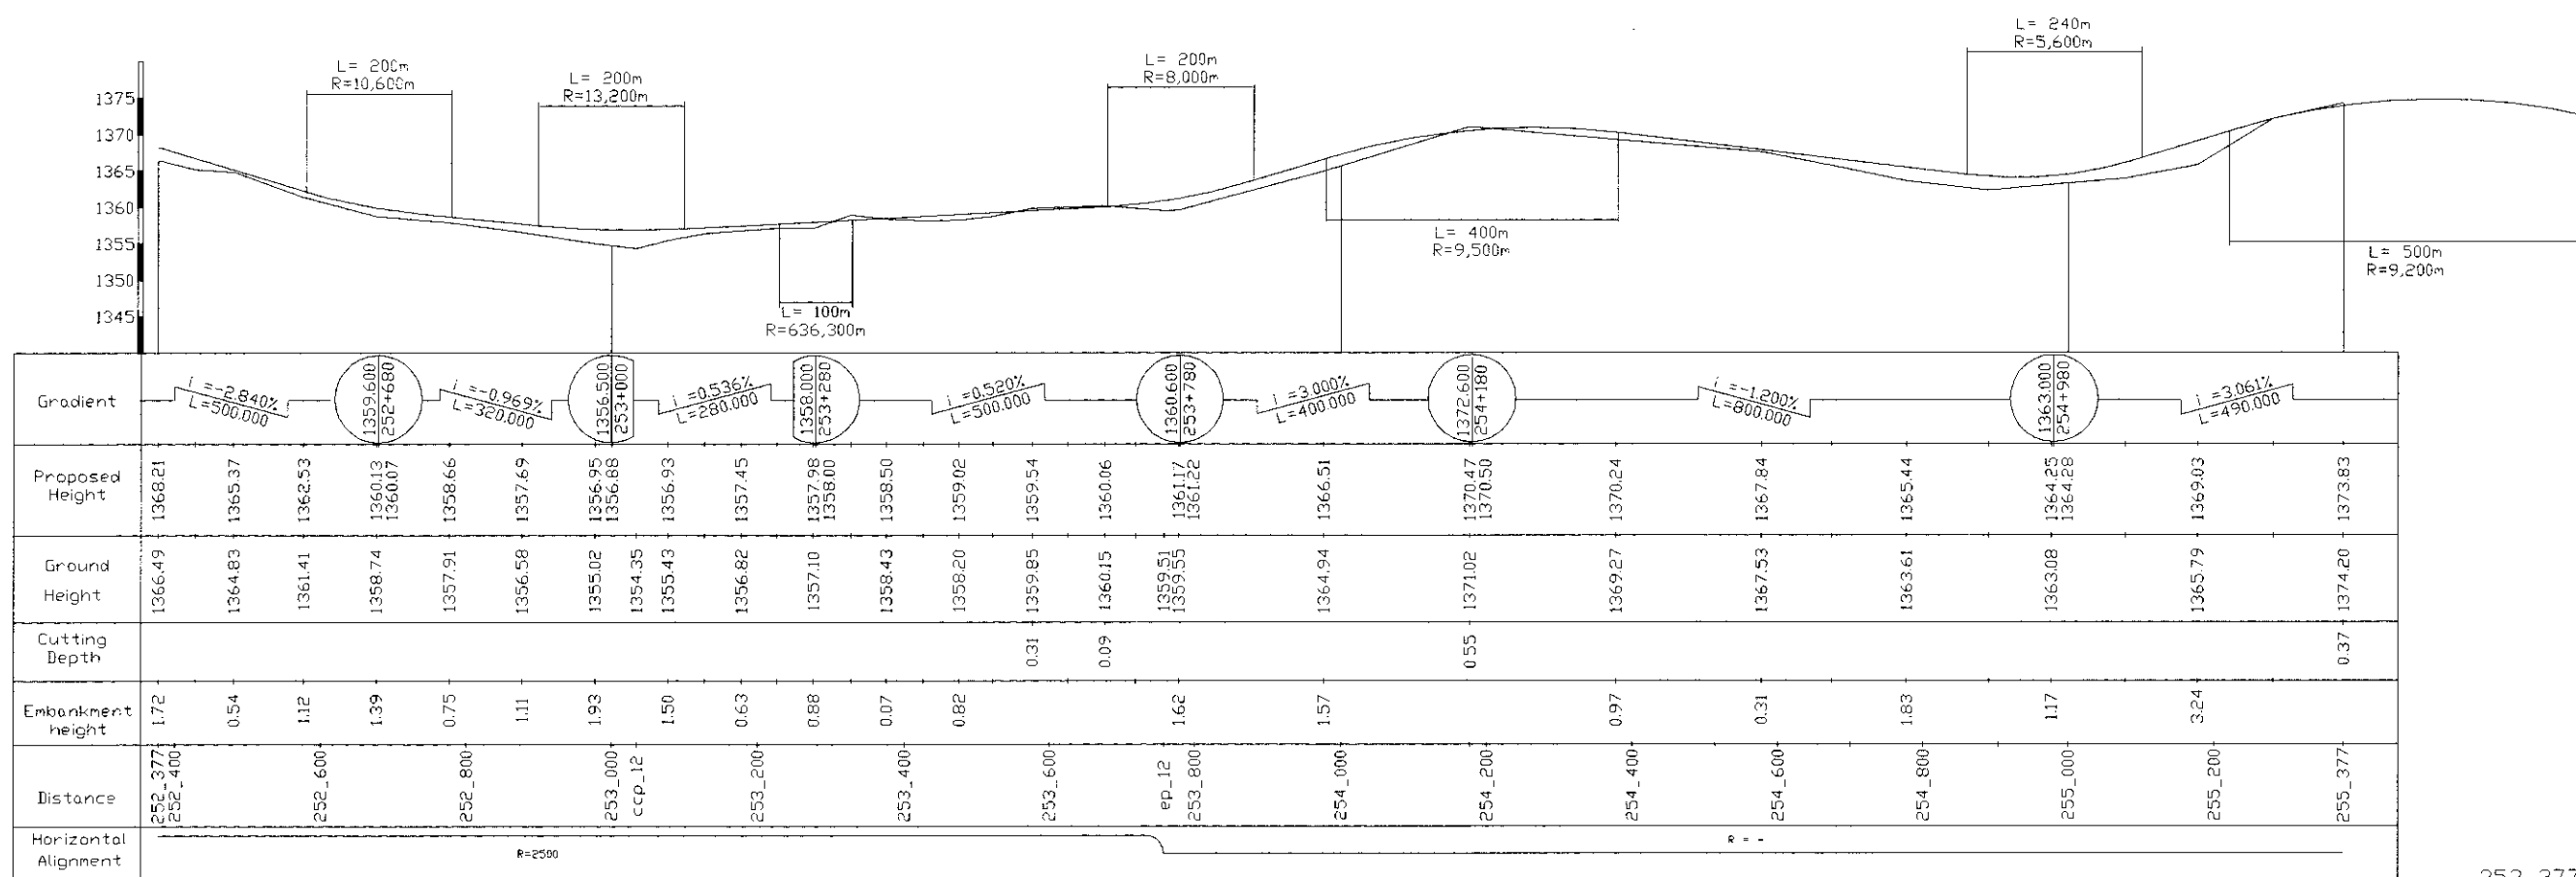 L= 240m
R=5,600m
L= 200m
R=10,600m
L= 200m
R=13,200m
L= 200m
R=8,000m
1375
1370
1365
1360
1355
1350
1345
L= 100m
R=636,300m
L= 400m
R=9,500m
L= 500m
R=9,200m
Gradient
i =-2.840%
L=500.000
1359.600
252+680
i =-0.969%
L=320.000
1356.500
253+000
i =0.536%
L=280.000
1358.000
253+280
i =0.520%
L=500.000
1360.600
253+780
i =3.000%
L=400.000
1372.600
254+180
i =-1.200%
L=800.000
1363.000
254+980
i =3.061%
L=490.000
Proposed
Height
1368.21
1365.37
1362.53
1360.13
1360.07
1358.66
1357.69
1356.95
1356.88
1356.93
1357.45
1357.98
1358.00
1358.50
1359.02
1359.54
1360.06
1361.17
1361.22
1366.51
1370.47
1370.50
1370.24
1367.84
1365.44
1364.25
1364.28
1369.03
1373.83
Ground
Height
1366.49
1364.83
1361.41
1358.74
1357.91
1356.58
1355.02
1354.35
1355.43
1356.82
1357.10
1358.43
1358.20
1359.85
1360.15
1359.51
1359.55
1364.94
1371.02
1369.27
1367.53
1363.61
1363.08
1365.79
1374.20
Cutting
Depth
0.31
0.09
0.55
0.37
Embankment
height
1.72
0.54
1.12
1.39
0.75
1.11
1.93
1.50
0.63
0.88
0.07
0.82
1.62
1.57
0.97
0.31
1.83
1.17
3.24
Distance
252_377
252_400
252_600
252_800
253_000
ccp_12
253_200
253_400
253_600
ep_12
253_800
254_000
254_200
254_400
254_600
254_800
255_000
255_200
255_377
Horizontal
Alignment
R=2500
R = -